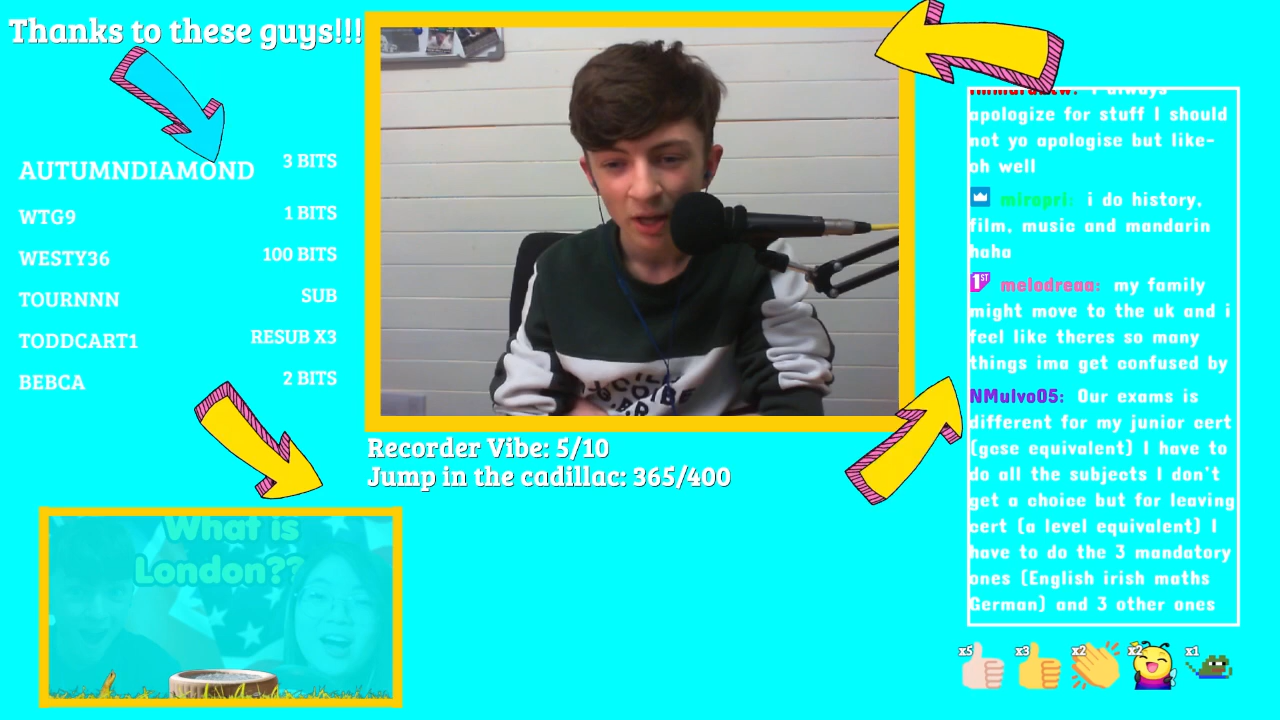 Thanks to these guys!!!
AUTUMNDIAMOND 3 BITS
WTG9 1 BITS
WESTY36 100 BITS
TOURNNN SUB
TODDCART1 RESUB X3
BEBCA 2 BITS
Recorder Vibe: 5/10
Jump in the cadillac: 365/400
What is
London??
i always
apologize for stuff I should
not yo apologise but like-
oh well
miropri: i do history,
film, music and mandarin
haha
1ST melodreaa: my family
might move to the uk and i
feel like theres so many
things ima get confused by
NMulvo05: Our exams is
different for my junior cert
(gcse equivalent) I have to
do all the subjects I don't
get a choice but for leaving
cert (a level equivalent) I
have to do the 3 mandatory
ones (English irish maths
German) and 3 other ones
x5 x3 x2 x2 x1